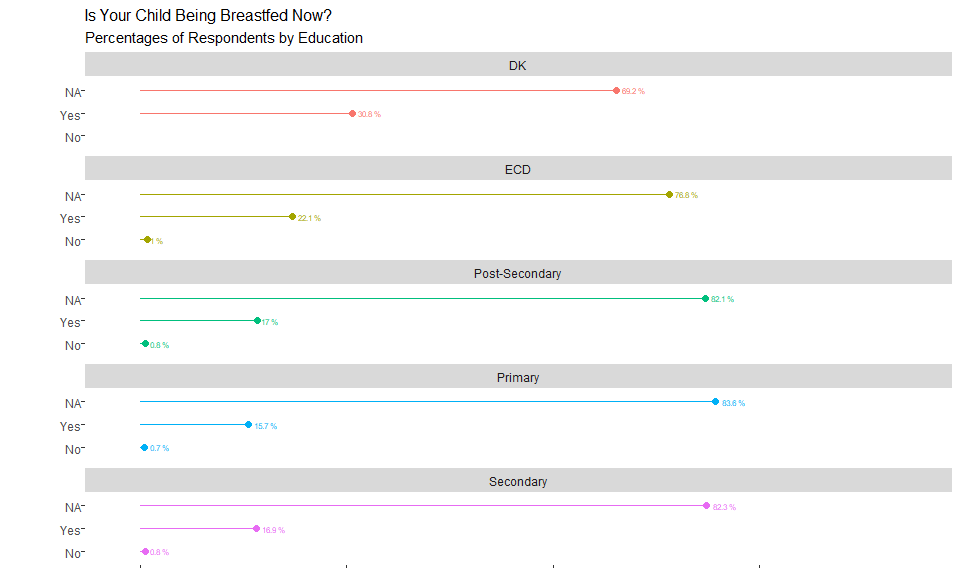 Is Your Child Being Breastfed Now?
Percentages of Respondents by Education
DK
NA 69.2 %
Yes 30.8 %
No
ECD
NA 76.8 %
Yes 22.1 %
No 1 %
Post-Secondary
NA 82.1 %
Yes 17 %
No 0.8 %
Primary
NA 83.6 %
Yes 15.7 %
No 0.7 %
Secondary
NA 82.3 %
Yes 16.9 %
No 0.8 %